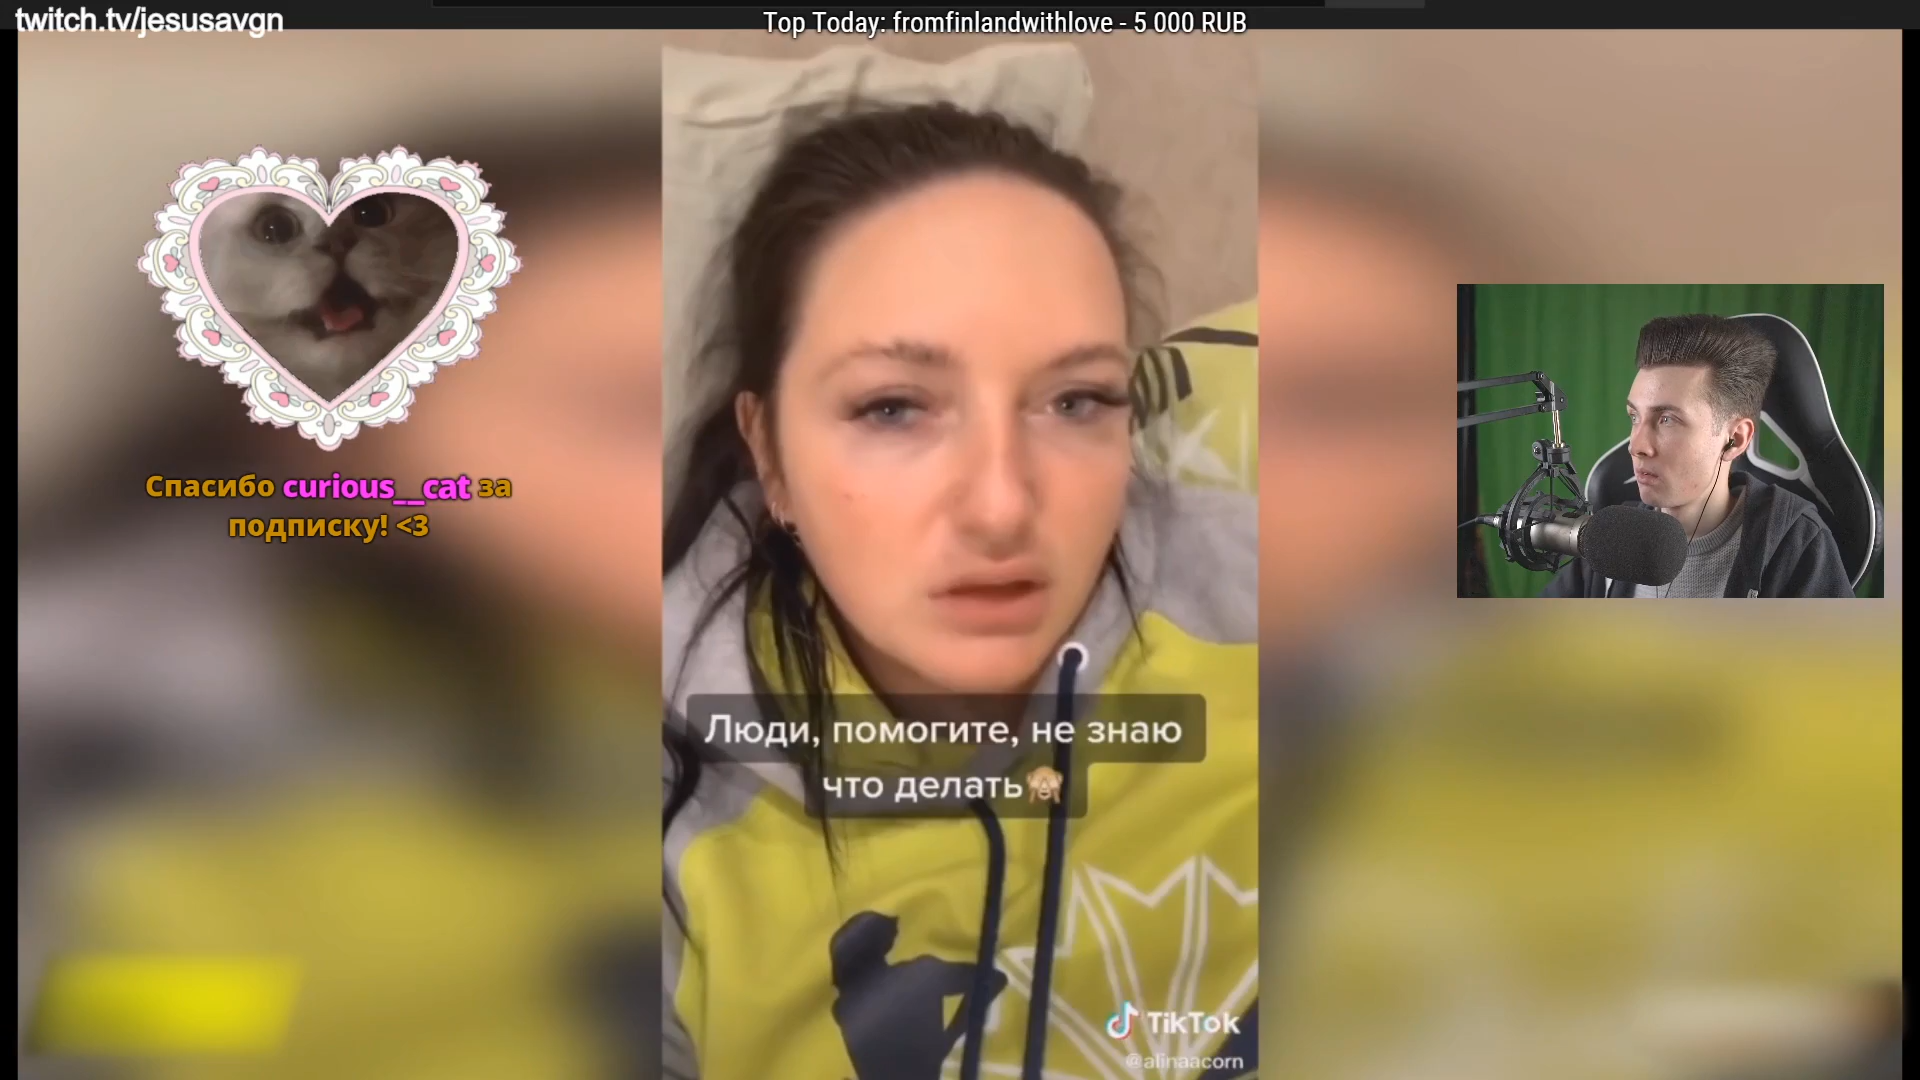 twitch.tv/jesusavgn
Top Today: fromfinlandwithlove - 5 000 RUB
Спасибо curious__cat за
подписку! <3
Люди, помогите, не знаю
что делать🙈
TikTok
@alinaacorn